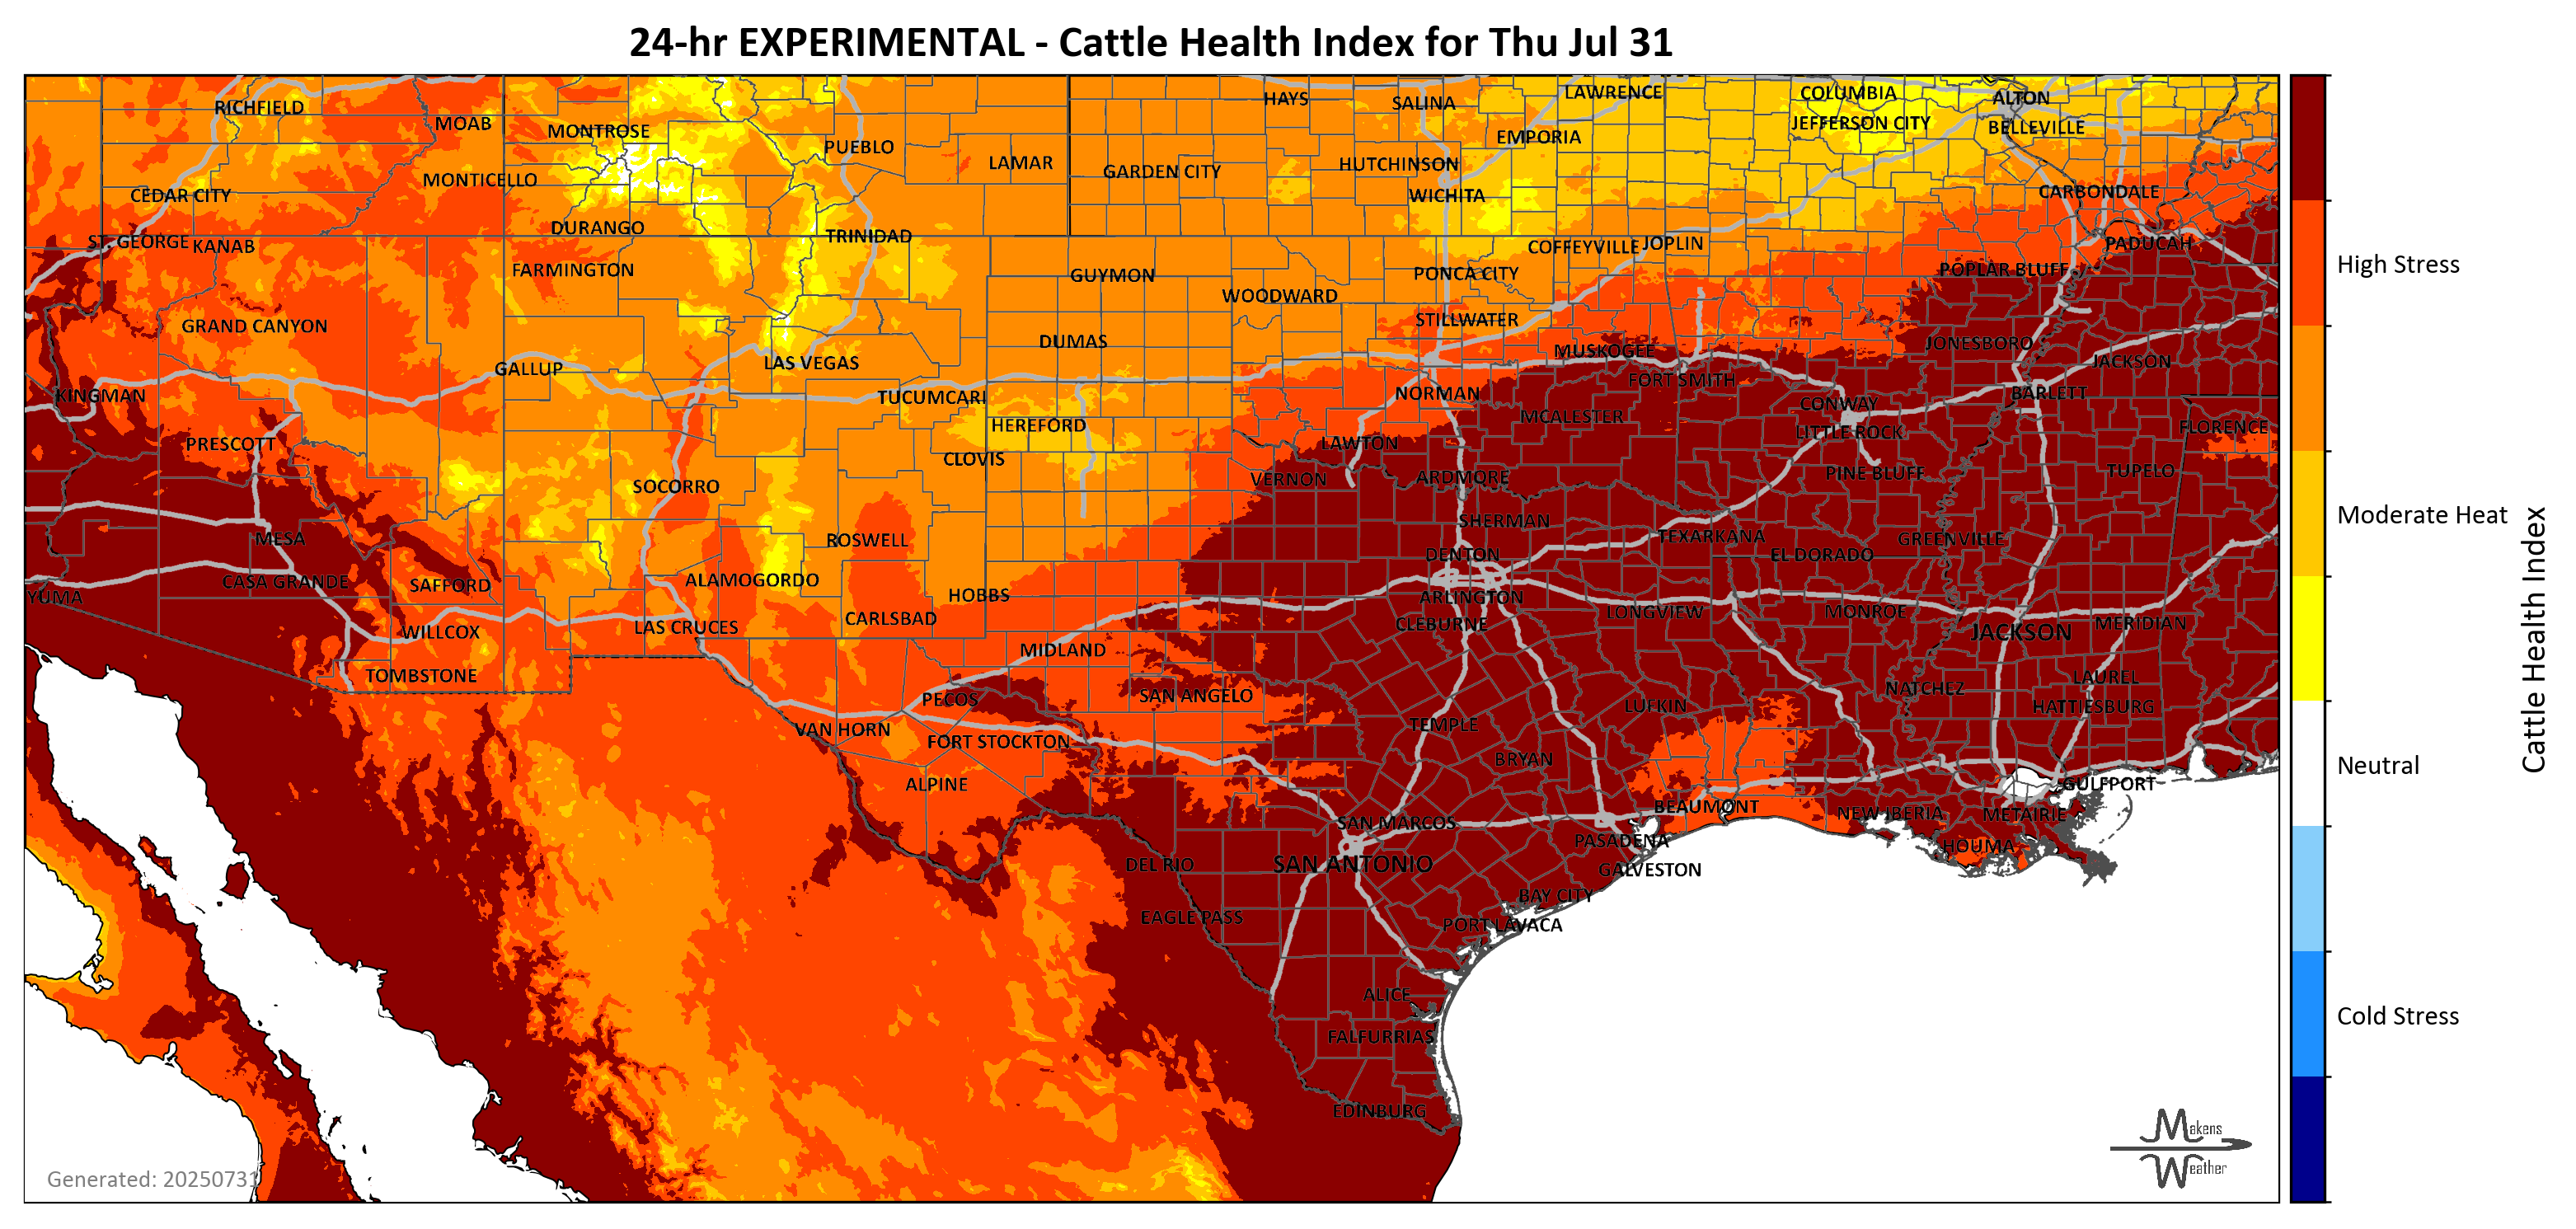 24-hr EXPERIMENTAL - Cattle Health Index for Thu Jul 31
RICHFIELD
MOAB
MONTROSE
PUEBLO
LAMAR
HAYS
SALINA
LAWRENCE
COLUMBIA
ALTON
JEFFERSON CITY
BELLEVILLE
EMPORIA
GARDEN CITY
HUTCHINSON
MONTICELLO
CEDAR CITY
WICHITA
CARBONDALE
DURANGO
TRINIDAD
ST. GEORGE
KANAB
COFFEYVILLE
JOPLIN
PADUCAH
FARMINGTON
GUYMON
PONCA CITY
POPLAR BLUFF
WOODWARD
GRAND CANYON
STILLWATER
DUMAS
MUSKOGEE
JONESBORO
JACKSON
GALLUP
LAS VEGAS
FORT SMITH
KINGMAN
TUCUMCARI
NORMAN
BARLETT
CONWAY
MCALESTER
HEREFORD
LITTLE ROCK
FLORENCE
PRESCOTT
LAWTON
CLOVIS
VERNON
ARDMORE
PINE BLUFF
TUPELO
SOCORRO
SHERMAN
MESA
ROSWELL
TEXARKANA
GREENVILLE
DENTON
EL DORADO
CASA GRANDE
SAFFORD
ALAMOGORDO
YUMA
HOBBS
ARLINGTON
CARLSBAD
CLEBURNE
LONGVIEW
MONROE
MERIDIAN
WILLCOX
LAS CRUCES
JACKSON
MIDLAND
TOMBSTONE
LAUREL
PECOS
SAN ANGELO
NATCHEZ
LUFKIN
HATTIESBURG
VAN HORN
FORT STOCKTON
TEMPLE
BRYAN
ALPINE
GULFPORT
BEAUMONT
NEW IBERIA
METAIRIE
SAN MARCOS
PASADENA
HOUMA
DEL RIO
SAN ANTONIO
GALVESTON
BAY CITY
EAGLE PASS
PORT LAVACA
ALICE
FALFURRIAS
EDINBURG
Generated: 20250731
Makens
Weather
High Stress
Moderate Heat
Neutral
Cold Stress
Cattle Health Index